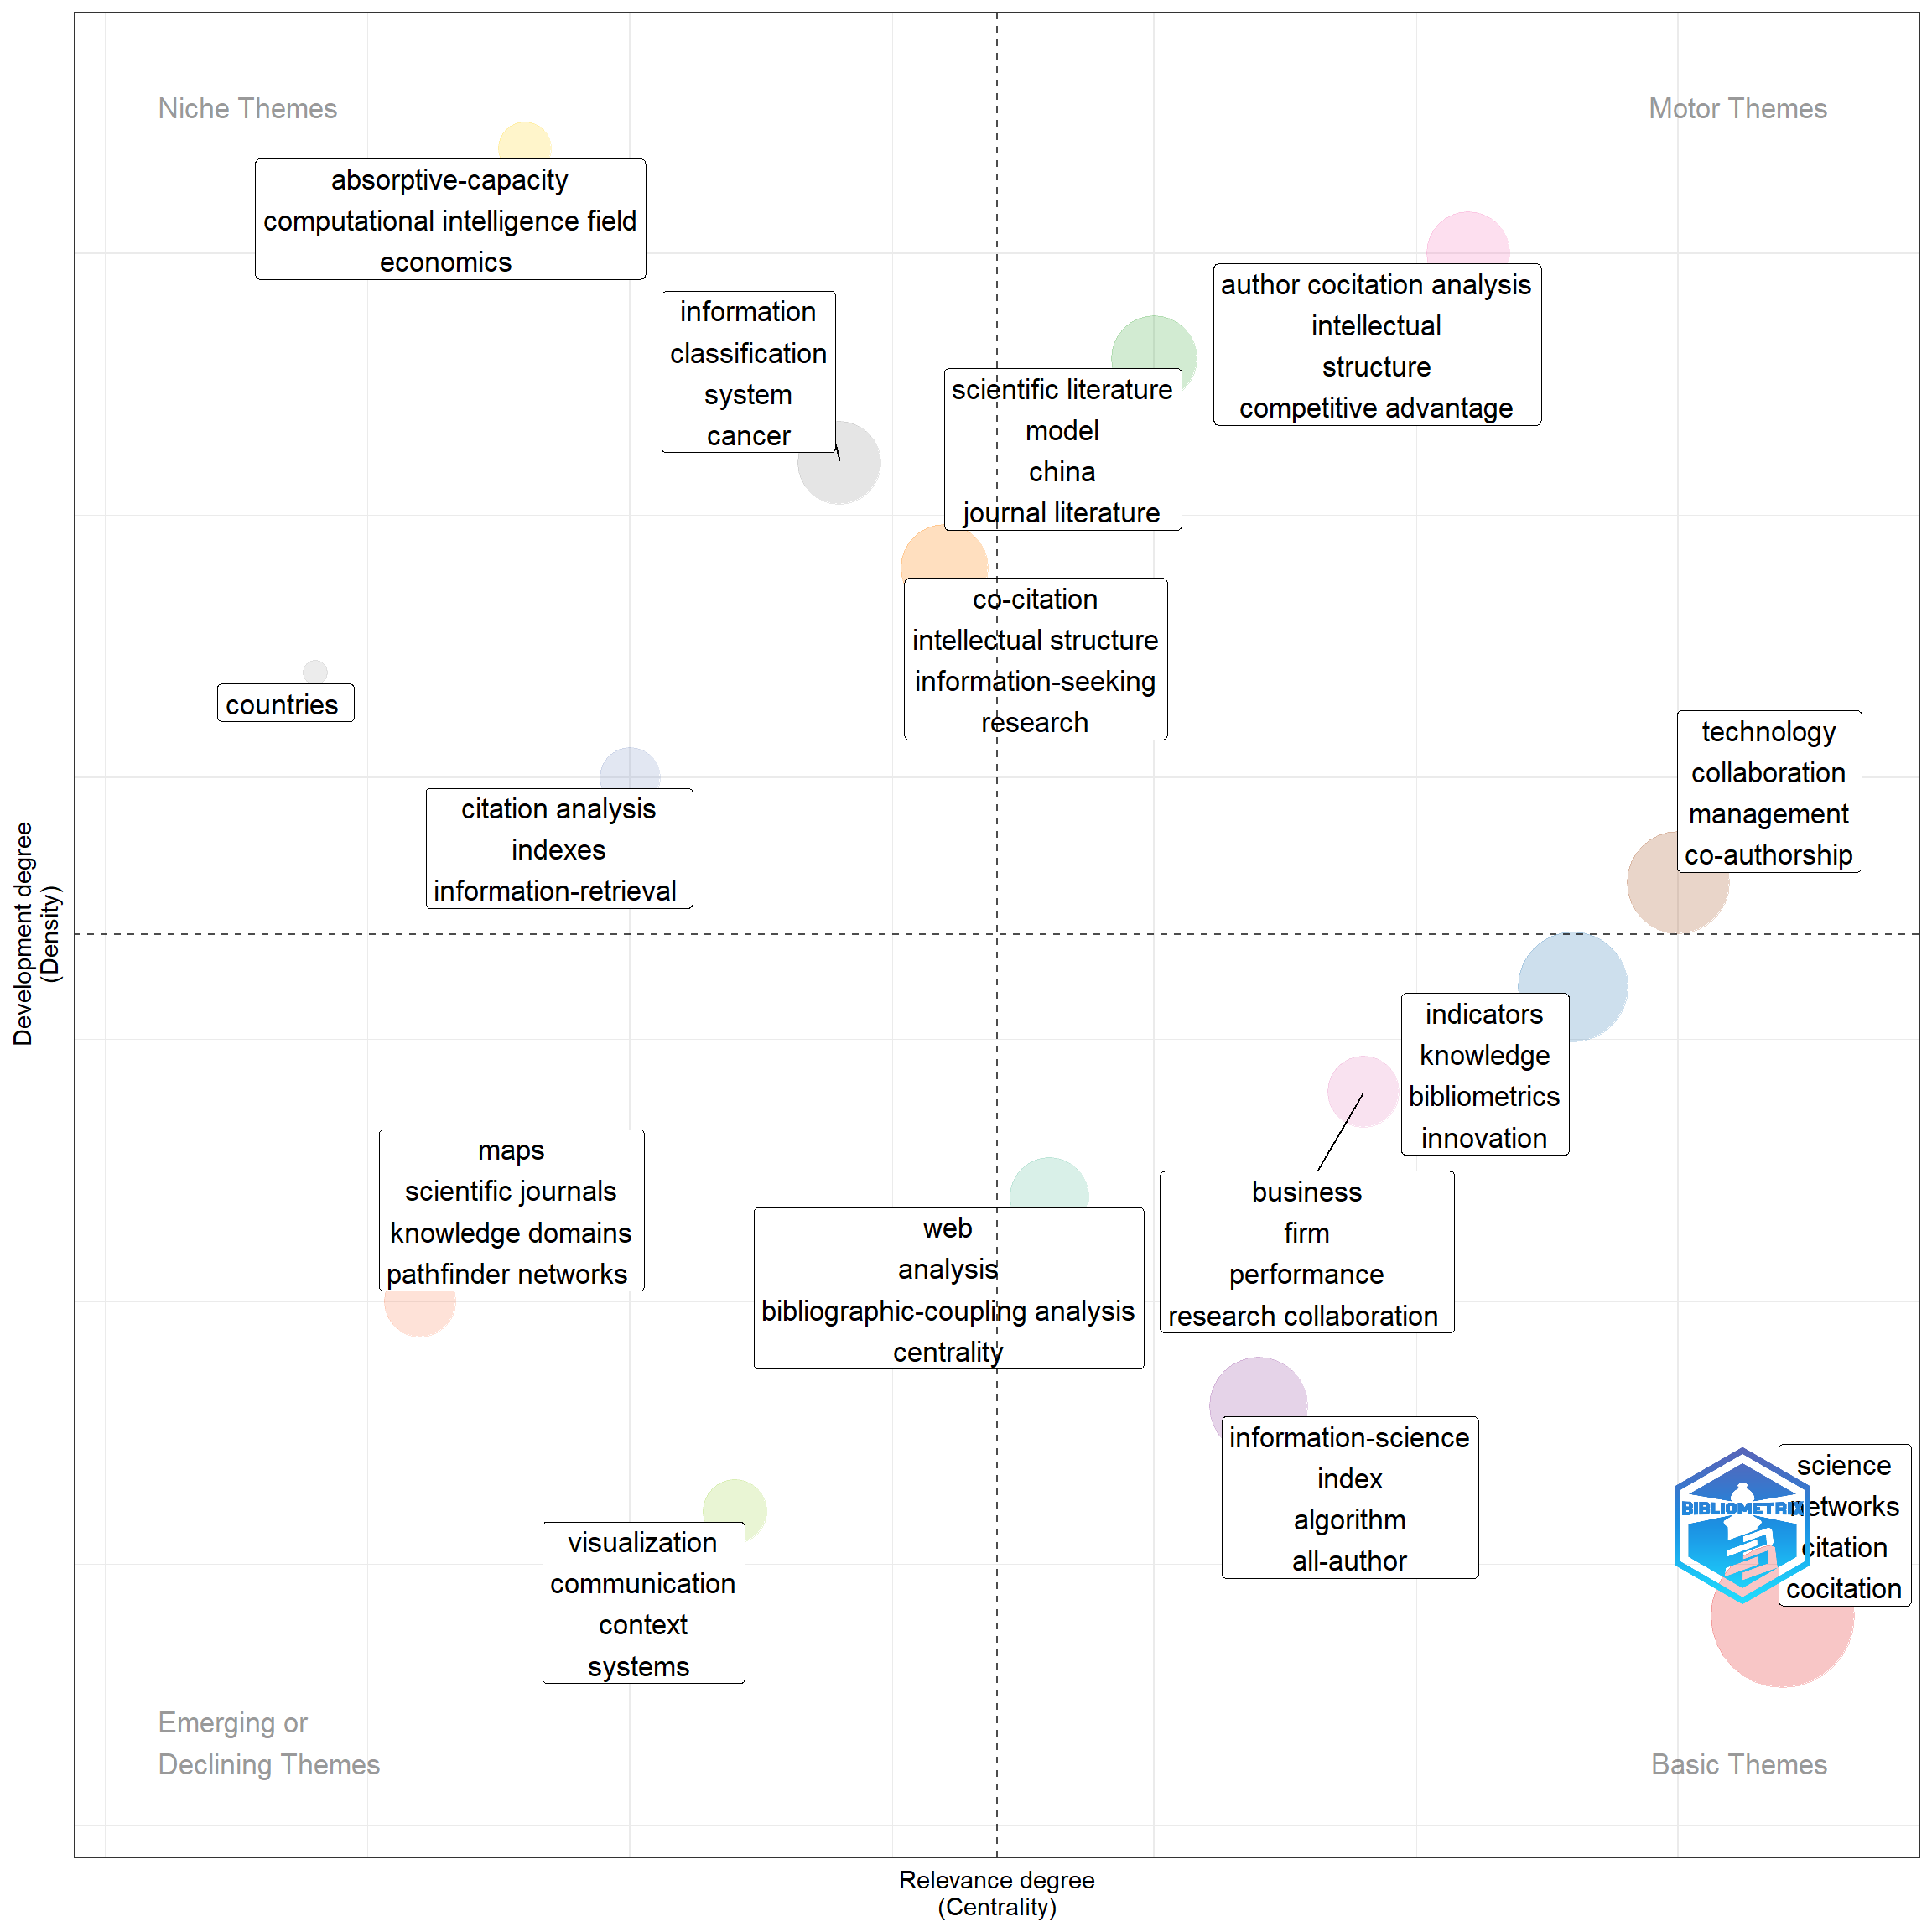 Niche Themes
Motor Themes
absorptive-capacity
computational intelligence field
economics
information
classification
system
cancer
author cocitation analysis
intellectual
structure
competitive advantage
scientific literature
model
china
journal literature
co-citation
intellectual structure
information-seeking
research
countries
citation analysis
indexes
information-retrieval
technology
collaboration
management
co-authorship
indicators
knowledge
bibliometrics
innovation
business
firm
performance
research collaboration
maps
scientific journals
knowledge domains
pathfinder networks
web
analysis
bibliographic-coupling analysis
centrality
information-science
index
algorithm
all-author
visualization
communication
context
systems
BIBLIOMETRIX
science
networks
citation
cocitation
Emerging or
Declining Themes
Basic Themes
Development degree
(Density)
Relevance degree
(Centrality)